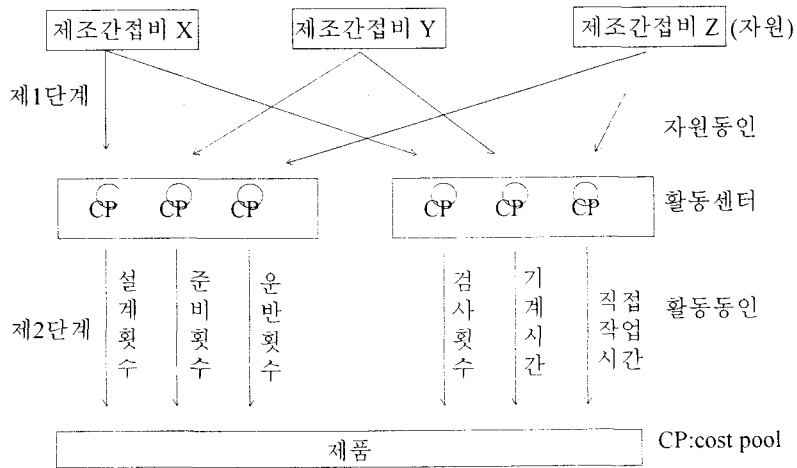 제조간접비 X 제조간접비 Y 제조간접비 Z (자원)
제1단계
자원동인
CP CP CP CP CP CP 활동센터
설계횟수 준비횟수 운반횟수 검사횟수 기계시간 직접작업시간
활동동인
제2단계
제품
CP:cost pool